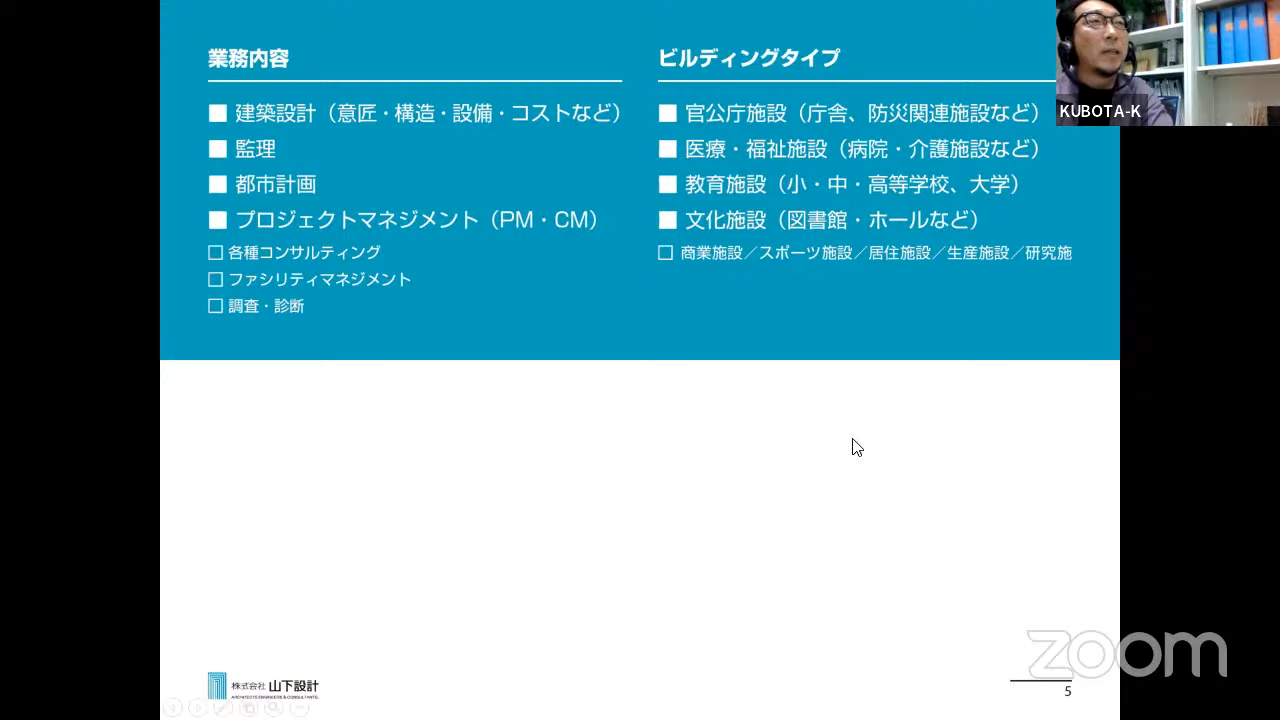 業務内容
■ 建築設計（意匠・構造・設備・コストなど）
■ 監理
■ 都市計画
■ プロジェクトマネジメント（PM・CM）
□ 各種コンサルティング
□ ファシリティマネジメント
□ 調査・診断
ビルディングタイプ
■ 官公庁施設（庁舎、防災関連施設など）
■ 医療・福祉施設（病院・介護施設など）
■ 教育施設（小・中・高等学校、大学）
■ 文化施設（図書館・ホールなど）
□ 商業施設／スポーツ施設／居住施設／生産施設／研究施
KUBOTA-K
株式会社 山下設計
ARCHITECTS ENGINEERS & CONSULTANTS.
zoom
5